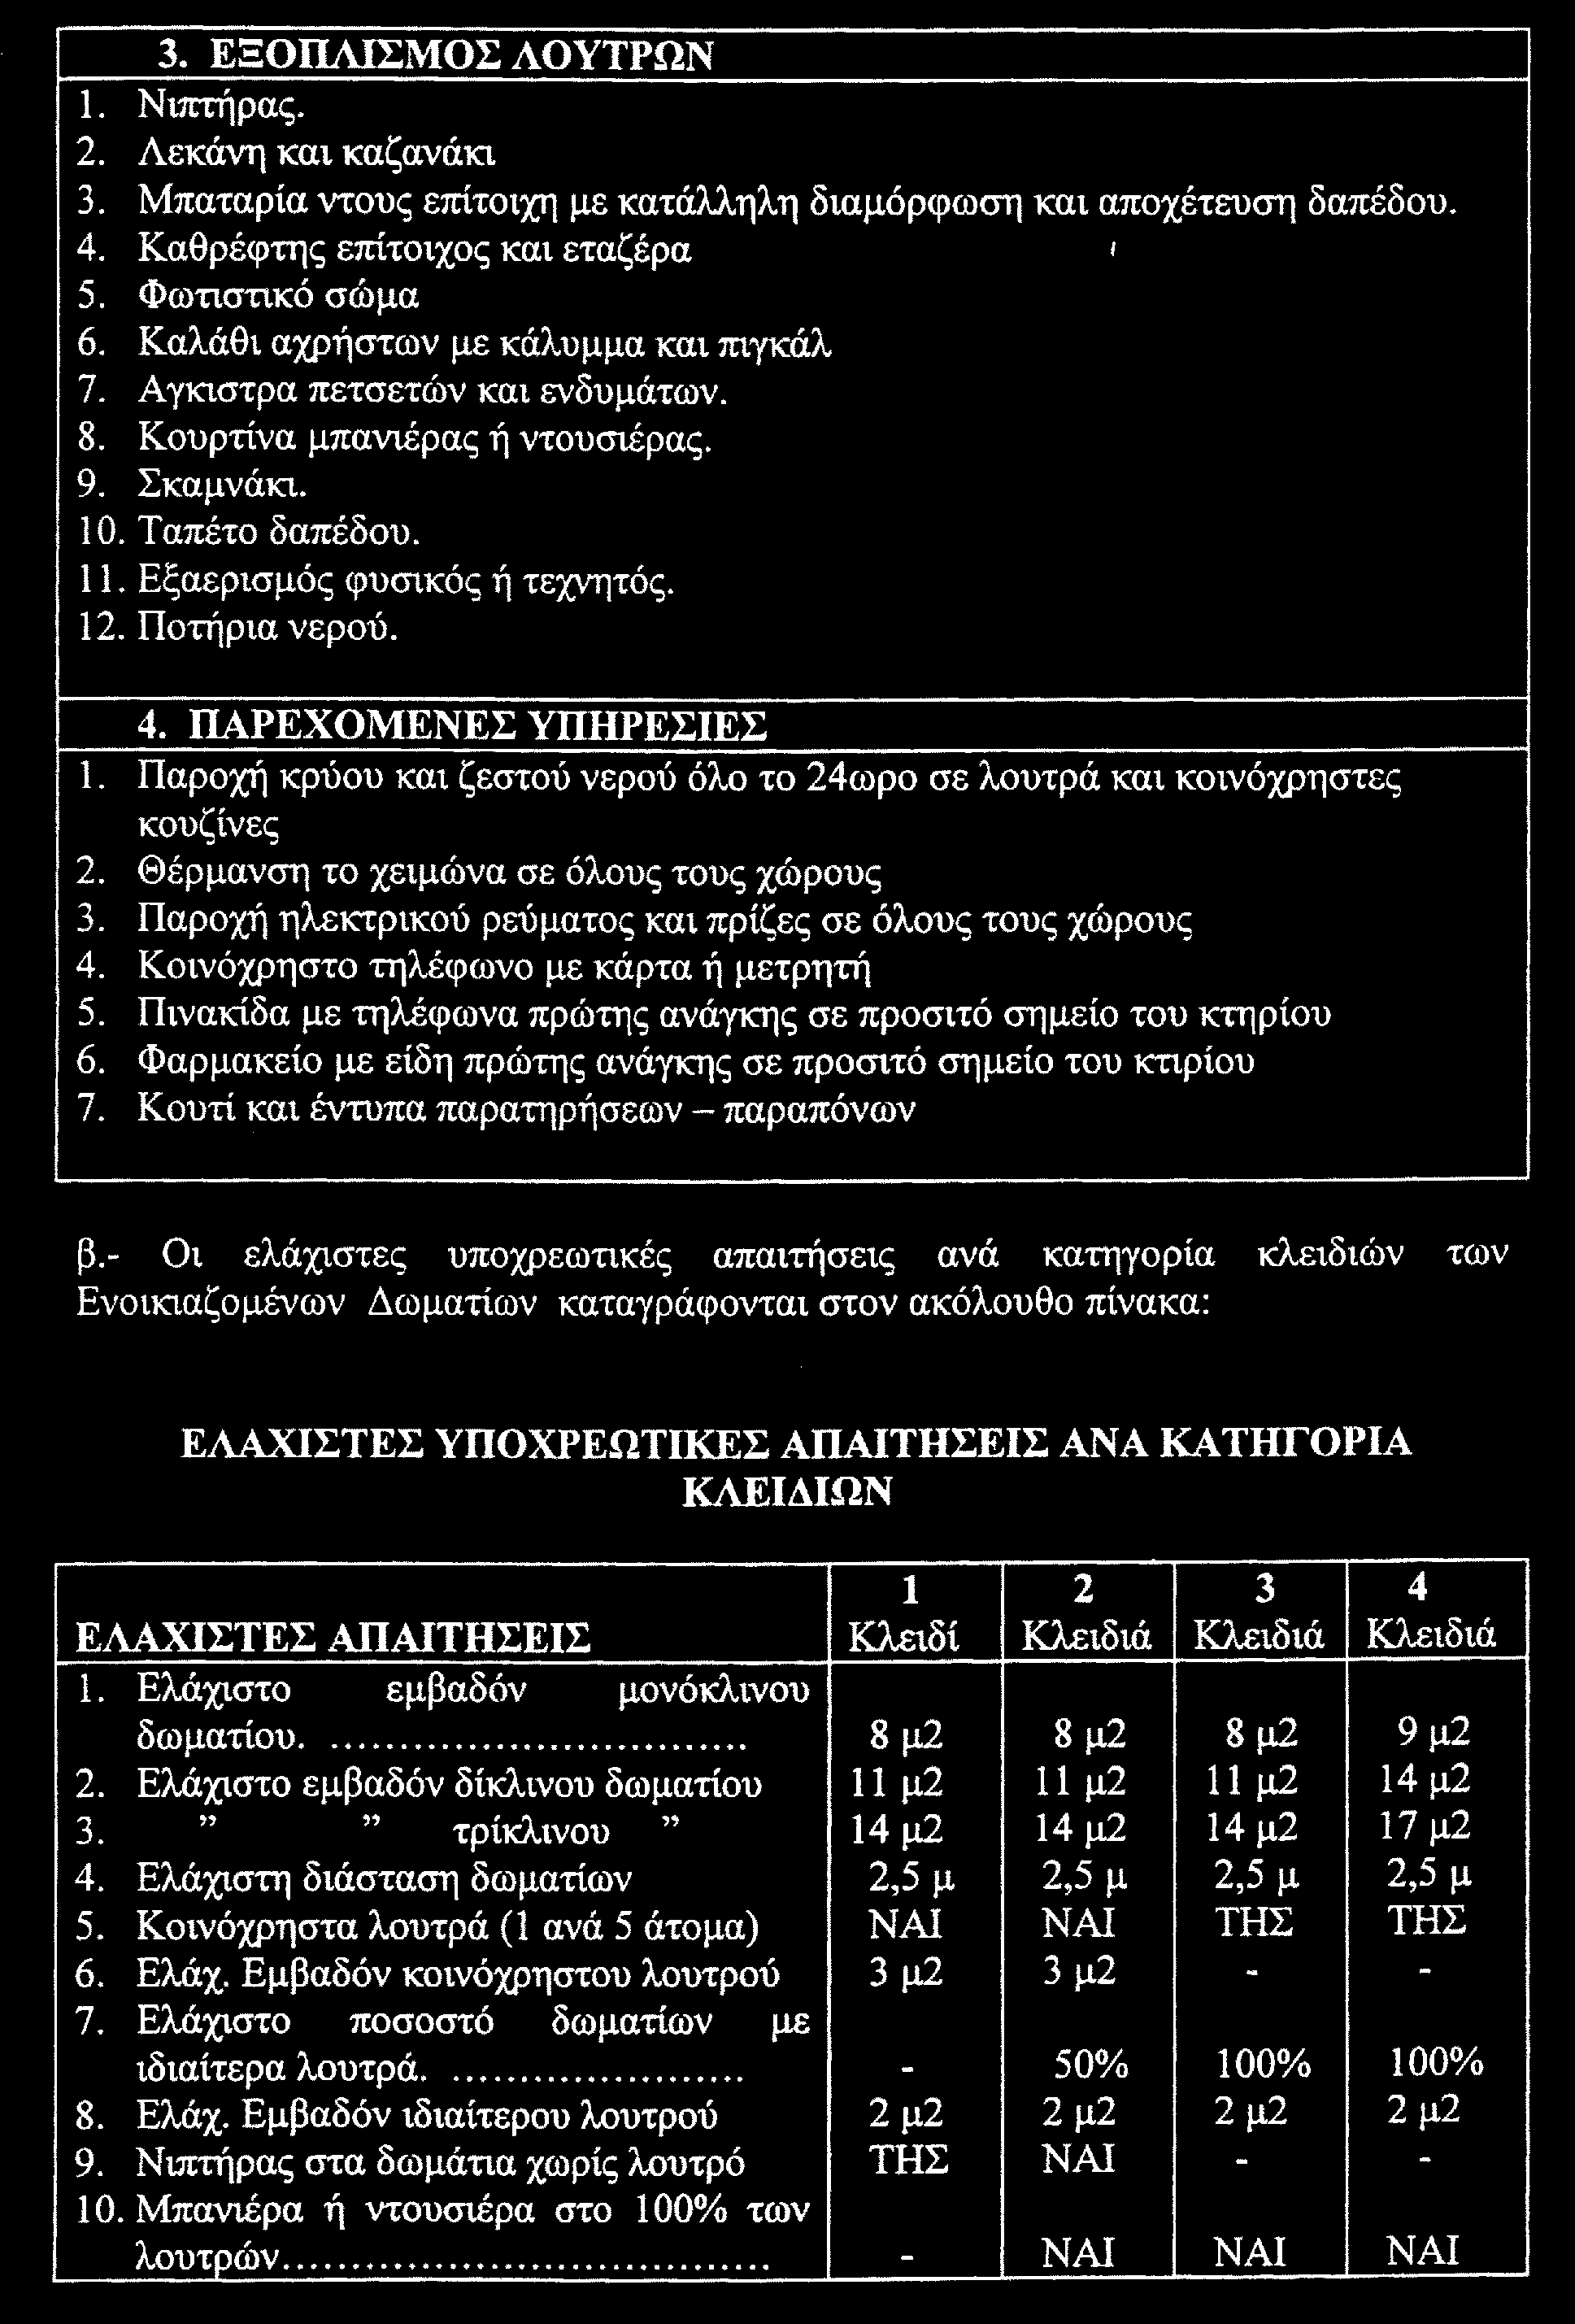 3. ΕΞΟΠΛΙΣΜΟΣ ΛΟΥΤΡΩΝ
1. Νιπτήρας.
2. Λεκάνη και καζανάκι
3. Μπαταρία ντους επίτοιχη με κατάλληλη διαμόρφωση και αποχέτευση δαπέδου.
4. Καθρέφτης επίτοιχος και εταζέρα
5. Φωτιστικό σώμα
6. Καλάθι αχρήστων με κάλυμμα και πιγκάλ
7. Αγκιστρα πετσετών και ενδυμάτων.
8. Κουρτίνα μπανιέρας ή ντουσιέρας.
9. Σκαμνάκι.
10. Ταπέτο δαπέδου.
11. Εξαερισμός φυσικός ή τεχνητός.
12. Ποτήρια νερού.
4. ΠΑΡΕΧΟΜΕΝΕΣ ΥΠΗΡΕΣΙΕΣ
1. Παροχή κρύου και ζεστού νερού όλο το 24ωρο σε λουτρά και κοινόχρηστες
κουζίνες
2. Θέρμανση το χειμώνα σε όλους τους χώρους
3. Παροχή ηλεκτρικού ρεύματος και πρίζες σε όλους τους χώρους
4. Κοινόχρηστο τηλέφωνο με κάρτα ή μετρητή
5. Πινακίδα με τηλέφωνα πρώτης ανάγκης σε προσιτό σημείο του κτηρίου
6. Φαρμακείο με είδη πρώτης ανάγκης σε προσιτό σημείο του κτιρίου
7. Κουτί και έντυπα παρατηρήσεων – παραπόνων
β.- Οι ελάχιστες υποχρεωτικές απαιτήσεις ανά κατηγορία κλειδιών των
Ενοικιαζομένων Δωματίων καταγράφονται στον ακόλουθο πίνακα:
ΕΛΑΧΙΣΤΕΣ ΥΠΟΧΡΕΩΤΙΚΕΣ ΑΠΑΙΤΗΣΕΙΣ ΑΝΑ ΚΑΤΗΓΟΡΙΑ
ΚΛΕΙΔΙΩΝ
1 2 3 4
ΕΛΑΧΙΣΤΕΣ ΑΠΑΙΤΗΣΕΙΣ Κλειδί Κλειδιά Κλειδιά Κλειδιά
1. Ελάχιστο εμβαδόν μονόκλινου
δωματίου. ................................... 8 μ2 8 μ2 8 μ2 9 μ2
2. Ελάχιστο εμβαδόν δίκλινου δωματίου 11 μ2 11 μ2 11 μ2 14 μ2
3. ” ” τρίκλινου ” 14 μ2 14 μ2 14 μ2 17 μ2
4. Ελάχιστη διάσταση δωματίων 2,5 μ 2,5 μ 2,5 μ 2,5 μ
5. Κοινόχρηστα λουτρά (1 ανά 5 άτομα) ΝΑΙ ΝΑΙ ΤΗΣ ΤΗΣ
6. Ελάχ. Εμβαδόν κοινόχρηστου λουτρού 3 μ2 3 μ2 - -
7. Ελάχιστο ποσοστό δωματίων με
ιδιαίτερα λουτρά. ........................ - 50% 100% 100%
8. Ελάχ. Εμβαδόν ιδιαίτερου λουτρού 2 μ2 2 μ2 2 μ2 2 μ2
9. Νιπτήρας στα δωμάτια χωρίς λουτρό ΤΗΣ ΝΑΙ - -
10. Μπανιέρα ή ντουσιέρα στο 100% των
λουτρών........................................ - ΝΑΙ ΝΑΙ ΝΑΙ